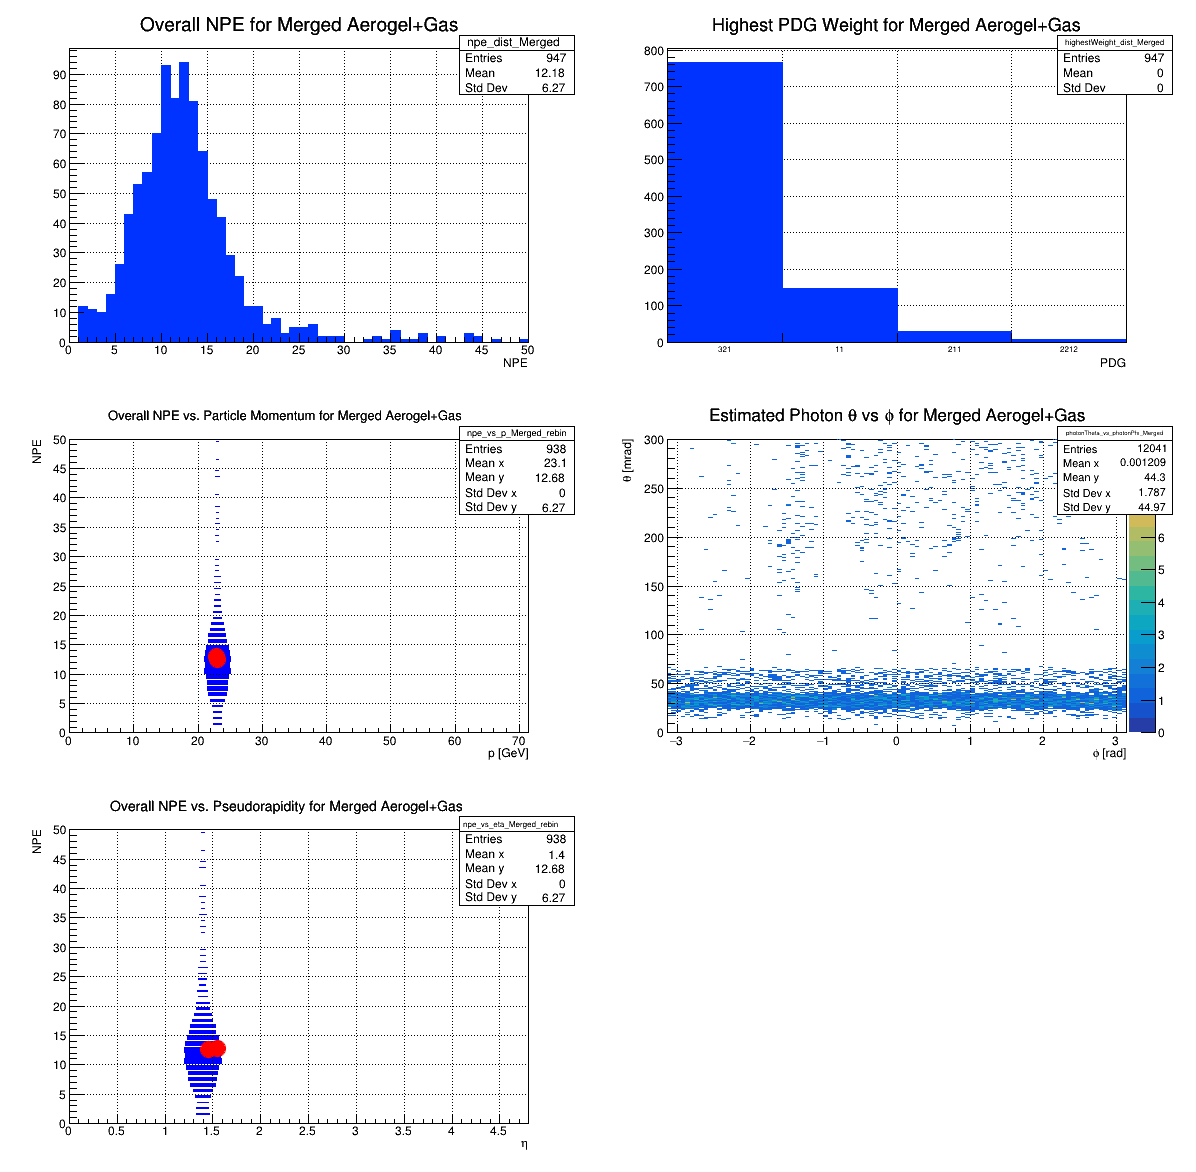 Overall NPE for Merged Aerogel+Gas
npe_dist_Merged
Entries 947
Mean 12.18
Std Dev 6.27
90
80
70
60
50
40
30
20
10
0
0 5 10 15 20 25 30 35 40 45 50
NPE
Highest PDG Weight for Merged Aerogel+Gas
highestWeight_dist_Merged
Entries 947
Mean 0
Std Dev 0
800
700
600
500
400
300
200
100
0
321 11 211 2212
PDG
Overall NPE vs. Particle Momentum for Merged Aerogel+Gas
npe_vs_p_Merged_rebin
Entries 938
Mean x 23.1
Mean y 12.68
Std Dev x 0
Std Dev y 6.27
NPE
50
45
40
35
30
25
20
15
10
5
0
0 10 20 30 40 50 60 70
p [GeV]
Estimated Photon θ vs ϕ for Merged Aerogel+Gas
photonTheta_vs_photonPhi_Merged
Entries 12041
Mean x 0.001209
Mean y 44.3
Std Dev x 1.787
Std Dev y 44.97
θ [mrad]
300
250
200
150
100
50
0
−3 −2 −1 0 1 2 3
ϕ [rad]
6
5
4
3
2
1
0
Overall NPE vs. Pseudorapidity for Merged Aerogel+Gas
npe_vs_eta_Merged_rebin
Entries 938
Mean x 1.4
Mean y 12.68
Std Dev x 0
Std Dev y 6.27
NPE
50
45
40
35
30
25
20
15
10
5
0
0 0.5 1 1.5 2 2.5 3 3.5 4 4.5
η